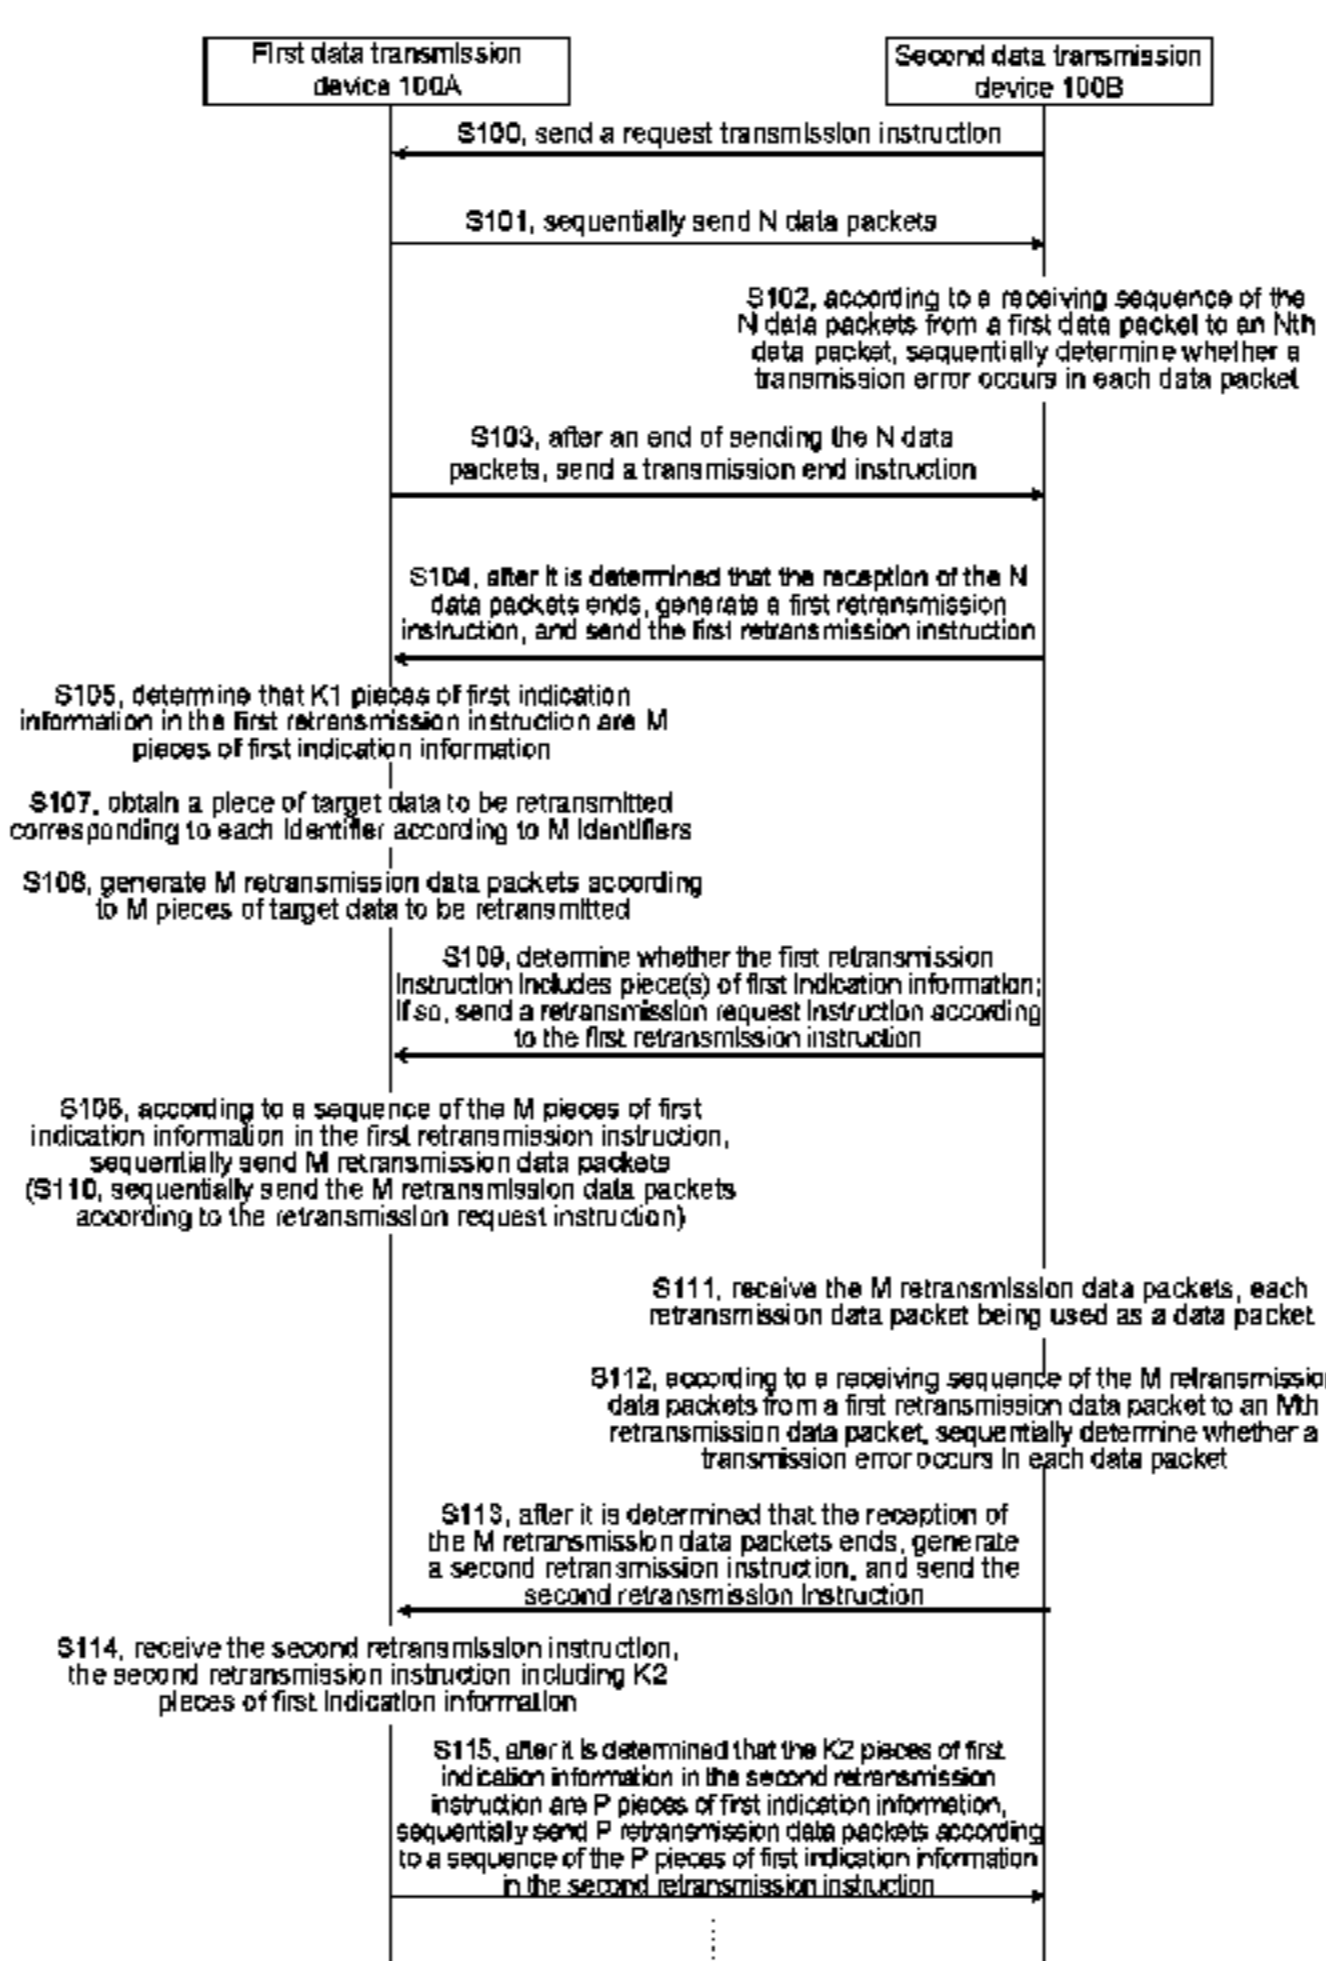 First data transmission
device 100A
Second data transmission
device 100B
S100, send a request transmission instruction
S101, sequentially send N data packets
S102, according to a receiving sequence of the
N data packets from a first data packet to an Nth
data packet, sequentially determine whether a
transmission error occurs in each data packet
S103, after an end of sending the N data
packets, send a transmission end instruction
S104, after it is determined that the reception of the N
data packets ends, generate a first retransmission
instruction, and send the first retransmission instruction
S105, determine that K1 pieces of first indication
information in the first retransmission instruction are M
pieces of first indication information
S107, obtain a piece of target data to be retransmitted
corresponding to each identifier according to M identifiers
S108, generate M retransmission data packets according
to M pieces of target data to be retransmitted
S109, determine whether the first retransmission
instruction includes piece(s) of first indication information;
if so, send a retransmission request instruction according
to the first retransmission instruction
S106, according to a sequence of the M pieces of first
indication information in the first retransmission instruction,
sequentially send M retransmission data packets
(S110, sequentially send the M retransmission data packets
according to the retransmission request instruction)
S111, receive the M retransmission data packets, each
retransmission data packet being used as a data packet
S112, according to a receiving sequence of the M retransmissio
data packets from a first retransmission data packet to an Mth
retransmission data packet, sequentially determine whether a
transmission error occurs in each data packet
S113, after it is determined that the reception of
the M retransmission data packets ends, generate
a second retransmission instruction, and send the
second retransmission instruction
S114, receive the second retransmission instruction,
the second retransmission instruction including K2
pieces of first indication information
S115, after it is determined that the K2 pieces of first
indication information in the second retransmission
instruction are P pieces of first indication information,
sequentially send P retransmission data packets according
to a sequence of the P pieces of first indication information
in the second retransmission instruction